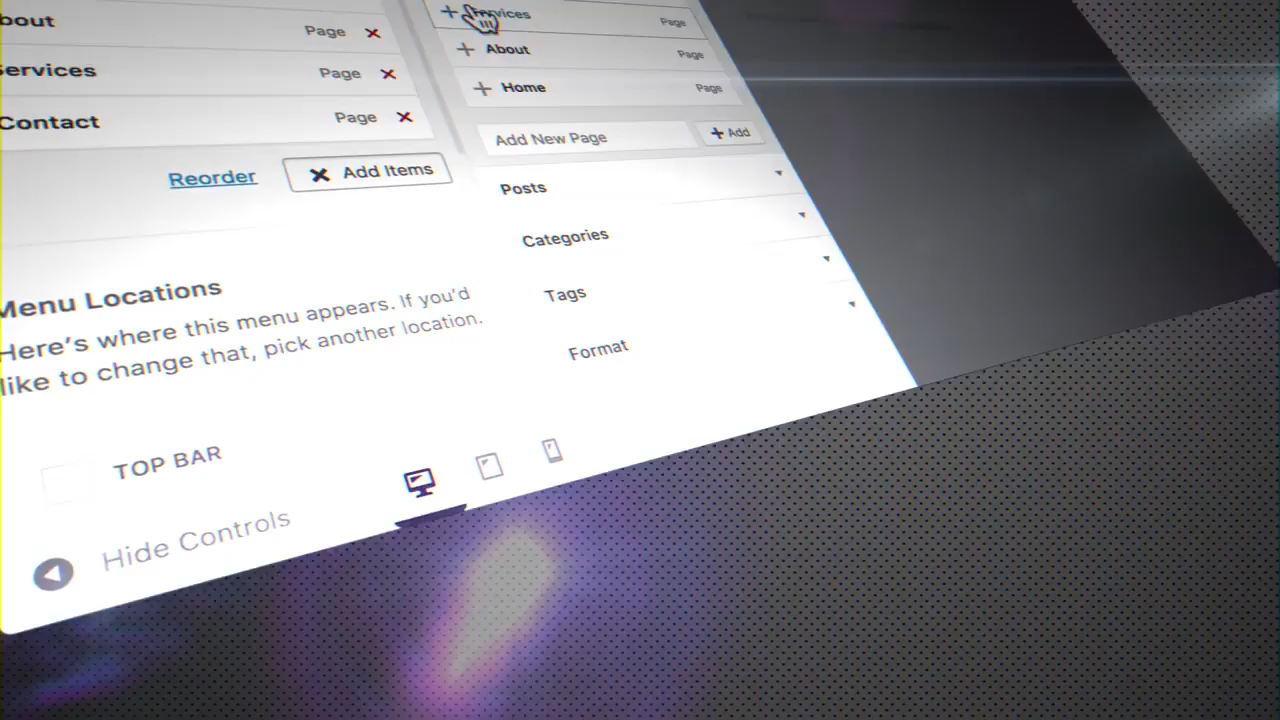 bout
Page
ervices
Page
Contact
Page
Reorder
Add Items
Menu Locations
Here's where this menu appears. If you'd
like to change that, pick another location.
TOP BAR
Hide Controls
Services
Page
About
Page
Home
Page
Add New Page
Add
Posts
Categories
Tags
Format